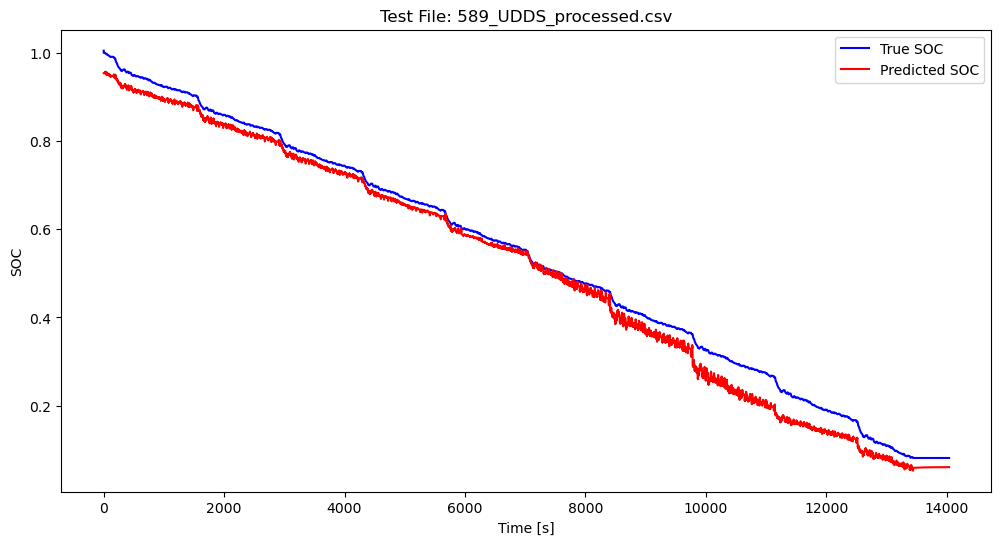 Test File: 589_UDDS_processed.csv
True SOC
Predicted SOC
1.0
0.8
0.6
0.4
0.2
SOC
0 2000 4000 6000 8000 10000 12000 14000
Time [s]